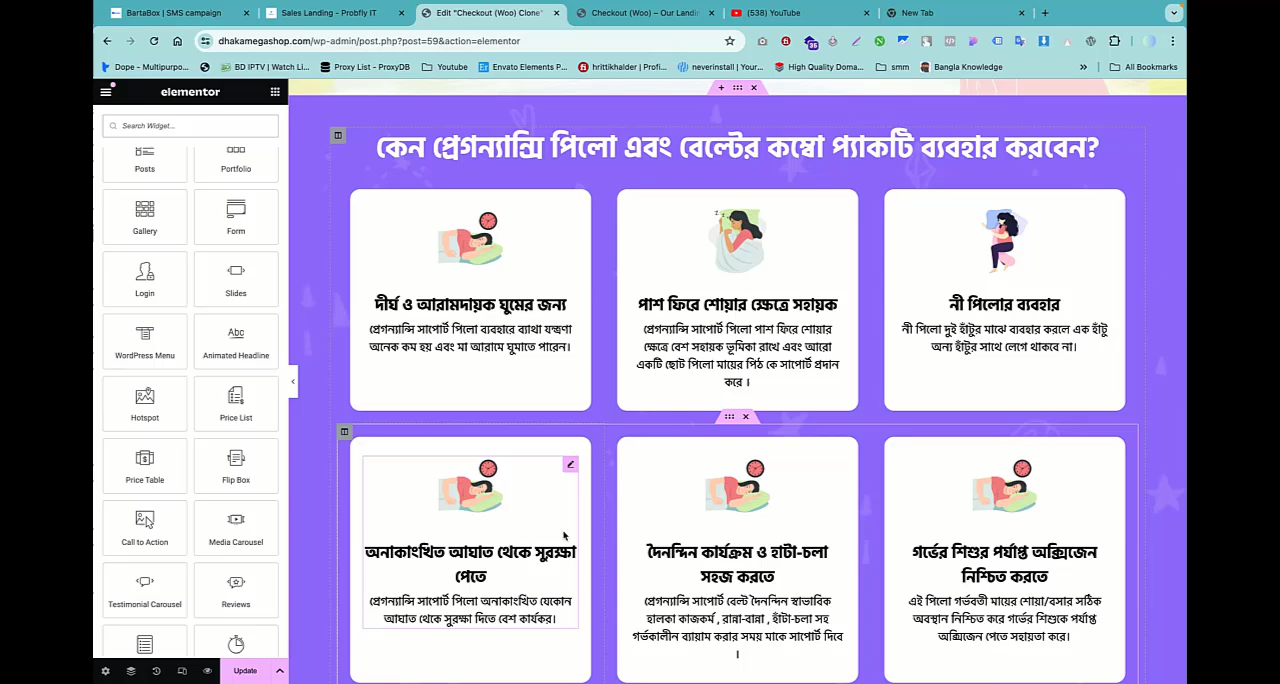 BartaBox | SMS campaign
Sales Landing - Probfly IT
Edit "Checkout (Woo) Clone"
Checkout (Woo) – Our Landi
(538) YouTube
New Tab
dhakamegashop.com/wp-admin/post.php?post=59&action=elementor
35
Dope - Multipurpo...
BD IPTV | Watch Li...
Proxy List - ProxyDB
Youtube
Envato Elements P...
hrittikhalder | Profi...
neverinstall | Your...
High Quality Doma...
smm
Bangla Knowledge
All Bookmarks
elementor
Search Widget...
Posts
Portfolio
Gallery
Form
Login
Slides
WordPress Menu
Abc
Animated Headline
Hotspot
Price List
Price Table
Flip Box
Call to Action
Media Carousel
Testimonial Carousel
Reviews
Update
কেন প্রেগন্যান্সি পিলো এবং বেল্টের কম্বো প্যাকটি ব্যবহার করবেন?
দীর্ঘ ও আরামদায়ক ঘুমের জন্য
প্রেগন্যান্সি সাপোর্ট পিলো ব্যবহারে ব্যাথা যন্ত্রণা
অনেক কম হয় এবং মা আরামে ঘুমাতে পারেন।
পাশ ফিরে শোয়ার ক্ষেত্রে সহায়ক
প্রেগন্যান্সি সাপোর্ট পিলো পাশ ফিরে শোয়ার
ক্ষেত্রে বেশ সহায়ক ভূমিকা রাখে এবং আরো
একটি ছোট পিলো মায়ের পিঠ কে সাপোর্ট প্রদান
করে ।
নী পিলোর ব্যবহার
নী পিলো দুই হাঁটুর মাঝে ব্যবহার করলে এক হাঁটু
অন্য হাঁটুর সাথে লেগে থাকবে না।
অনাকাংখিত আঘাত থেকে সুরক্ষা
পেতে
প্রেগন্যান্সি সাপোর্ট পিলো অনাকাংখিত যেকোন
আঘাত থেকে সুরক্ষা দিতে বেশ কার্যকর।
দৈনন্দিন কার্যক্রম ও হাটা-চলা
সহজ করতে
প্রেগন্যান্সি সাপোর্ট বেল্ট দৈনন্দিন স্বাভাবিক
হালকা কাজকর্ম , রান্না-বান্না , হাঁটা-চলা সহ
গর্ভকালীন ব্যায়াম করার সময় মাকে সাপোর্ট দিবে
।
গর্ভের শিশুর পর্যাপ্ত অক্সিজেন
নিশ্চিত করতে
এই পিলো গর্ভবতী মায়ের শোয়া/বসার সঠিক
অবস্থান নিশ্চিত করে গর্ভের শিশুকে পর্যাপ্ত
অক্সিজেন পেতে সহায়তা করে।